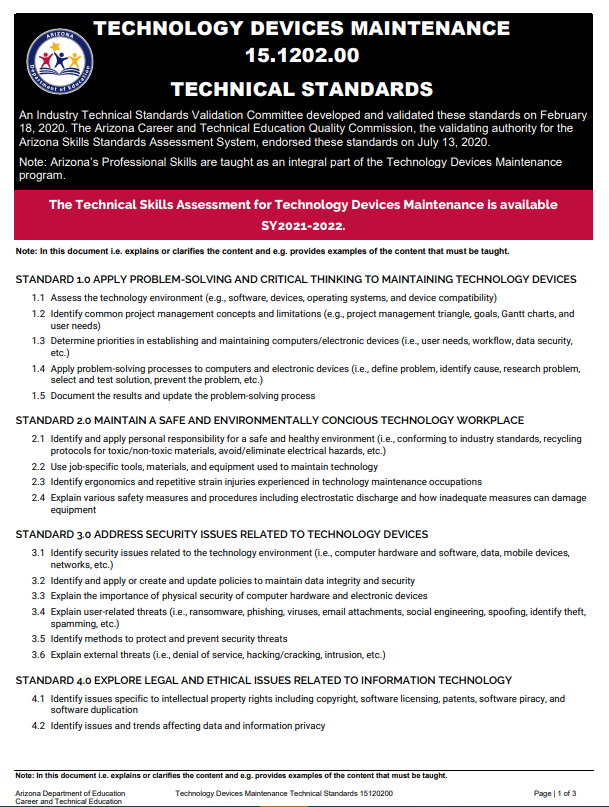 TECHNOLOGY DEVICES MAINTENANCE
15.1202.00
TECHNICAL STANDARDS
ARIZONA
Department of Education
An Industry Technical Standards Validation Committee developed and validated these standards on February
18, 2020. The Arizona Career and Technical Education Quality Commission, the validating authority for the
Arizona Skills Standards Assessment System, endorsed these standards on July 13, 2020.
Note: Arizona's Professional Skills are taught as an integral part of the Technology Devices Maintenance
program.
The Technical Skills Assessment for Technology Devices Maintenance is available
SY2021-2022.
Note: In this document i.e. explains or clarifies the content and e.g. provides examples of the content that must be taught.
STANDARD 1.0 APPLY PROBLEM-SOLVING AND CRITICAL THINKING TO MAINTAINING TECHNOLOGY DEVICES
1.1 Assess the technology environment (e.g., software, devices, operating systems, and device compatibility)
1.2 Identify common project management concepts and limitations (e.g., project management triangle, goals, Gantt charts, and
user needs)
1.3 Determine priorities in establishing and maintaining computers/electronic devices (i.e., user needs, workflow, data security,
etc.)
1.4 Apply problem-solving processes to computers and electronic devices (i.e., define problem, identify cause, research problem,
select and test solution, prevent the problem, etc.)
1.5 Document the results and update the problem-solving process
STANDARD 2.0 MAINTAIN A SAFE AND ENVIRONMENTALLY CONCIOUS TECHNOLOGY WORKPLACE
2.1 Identify and apply personal responsibility for a safe and healthy environment (i.e., conforming to industry standards, recycling
protocols for toxic/non-toxic materials, avoid/eliminate electrical hazards, etc.)
2.2 Use job-specific tools, materials, and equipment used to maintain technology
2.3 Identify ergonomics and repetitive strain injuries experienced in technology maintenance occupations
2.4 Explain various safety measures and procedures including electrostatic discharge and how inadequate measures can damage
equipment
STANDARD 3.0 ADDRESS SECURITY ISSUES RELATED TO TECHNOLOGY DEVICES
3.1 Identify security issues related to the technology environment (i.e., computer hardware and software, data, mobile devices,
networks, etc.)
3.2 Identify and apply or create and update policies to maintain data integrity and security
3.3 Explain the importance of physical security of computer hardware and electronic devices
3.4 Explain user-related threats (i.e., ransomware, phishing, viruses, email attachments, social engineering, spoofing, identify theft,
spamming, etc.)
3.5 Identify methods to protect and prevent security threats
3.6 Explain external threats (i.e., denial of service, hacking/cracking, intrusion, etc.)
STANDARD 4.0 EXPLORE LEGAL AND ETHICAL ISSUES RELATED TO INFORMATION TECHNOLOGY
4.1 Identify issues specific to intellectual property rights including copyright, software licensing, patents, software piracy, and
software duplication
4.2 Identify issues and trends affecting data and information privacy
Note: In this document i.e. explains or clarifies the content and e.g. provides examples of the content that must be taught.
Arizona Department of Education Technology Devices Maintenance Technical Standards 15120200 Page | 1 of 3
Career and Technical Education